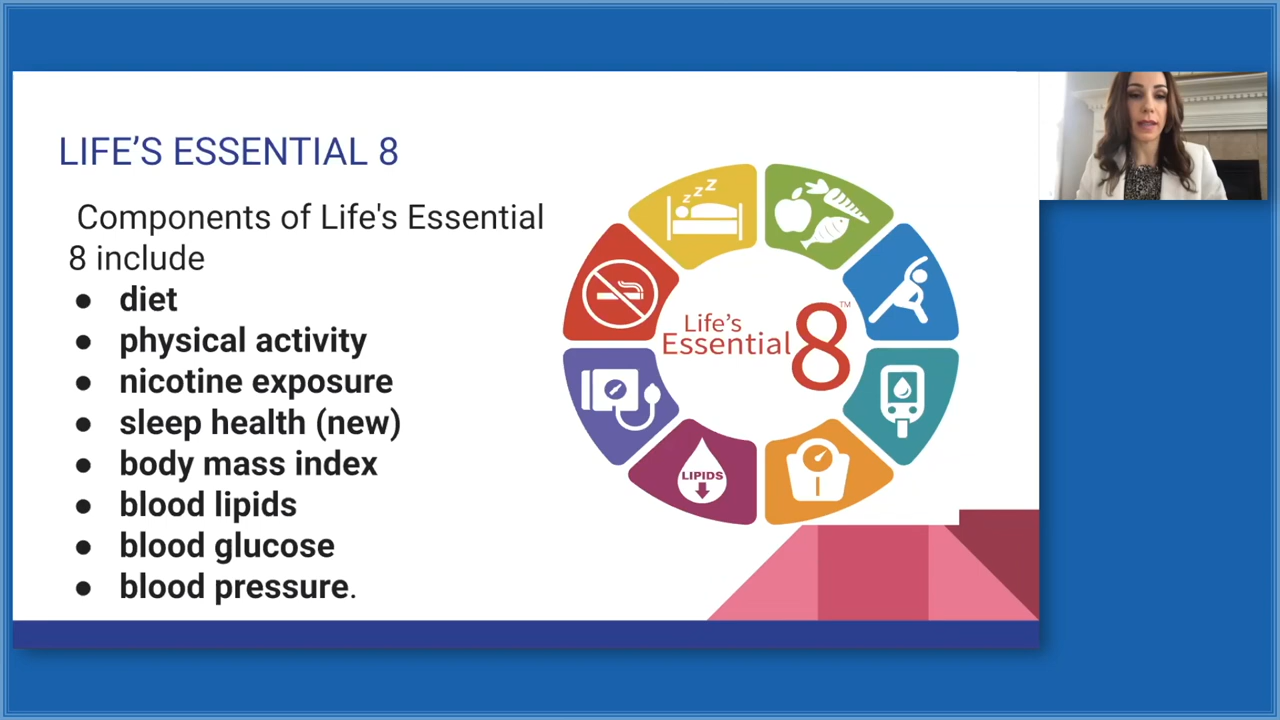 LIFE’S ESSENTIAL 8
Components of Life's Essential
8 include
● diet
● physical activity
● nicotine exposure
● sleep health (new)
● body mass index
● blood lipids
● blood glucose
● blood pressure.
z z z
Life’s
Essential 8™
LIPIDS